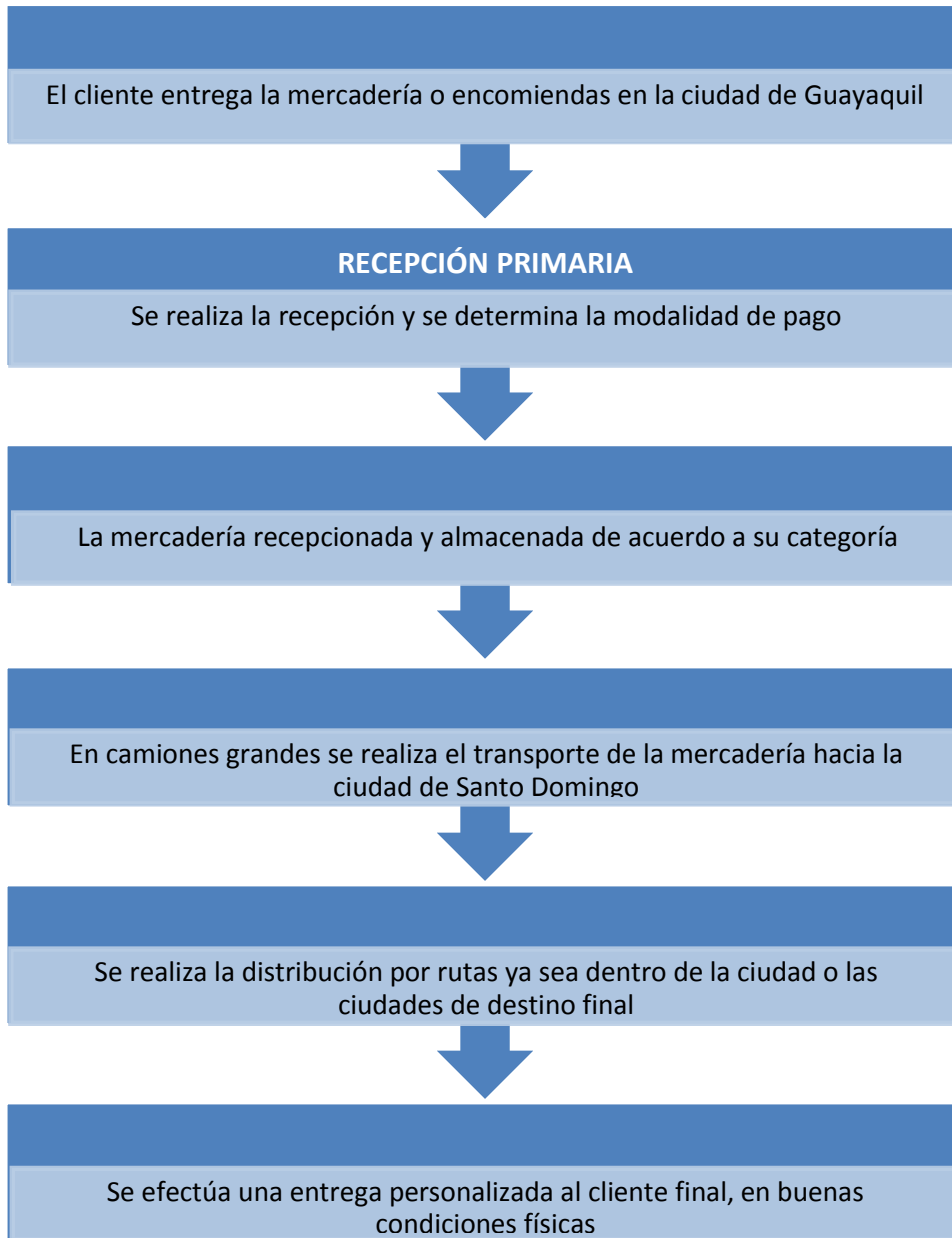 El cliente entrega la mercadería o encomiendas en la ciudad de Guayaquil
RECEPCIÓN PRIMARIA
Se realiza la recepción y se determina la modalidad de pago
La mercadería recepcionada y almacenada de acuerdo a su categoría
En camiones grandes se realiza el transporte de la mercadería hacia la
ciudad de Santo Domingo
Se realiza la distribución por rutas ya sea dentro de la ciudad o las
ciudades de destino final
Se efectúa una entrega personalizada al cliente final, en buenas
condiciones físicas